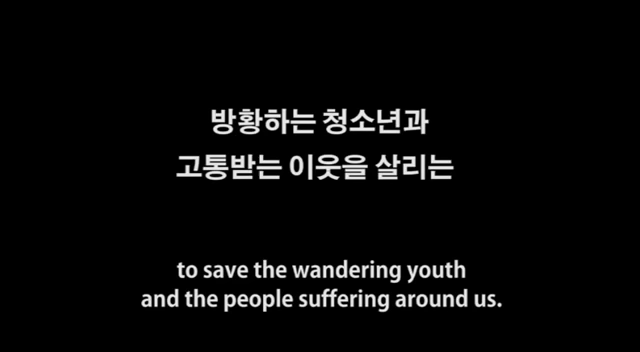 방황하는 청소년과
고통받는 이웃을 살리는
to save the wandering youth
and the people suffering around us.